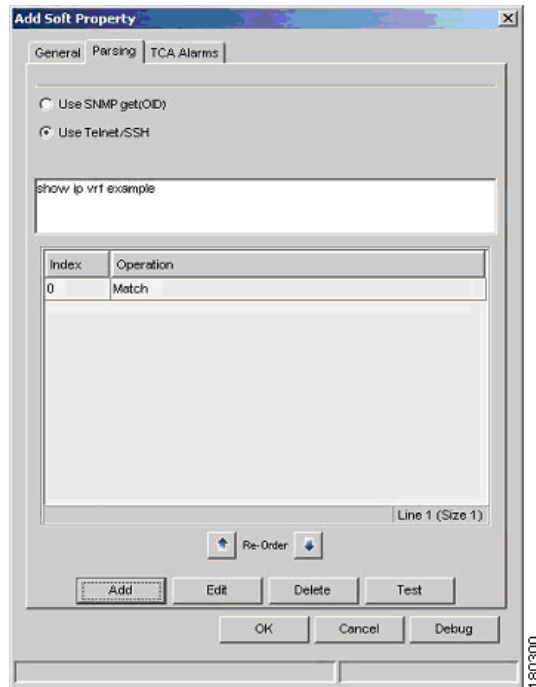 Add Soft Property
General Parsing TCA Alarms
Use SNMP get(OID)
Use Telnet/SSH
show ip vrf example
Index Operation
0 Match
Line 1 (Size 1)
Re-Order
Add Edit Delete Test
OK Cancel Debug
180300